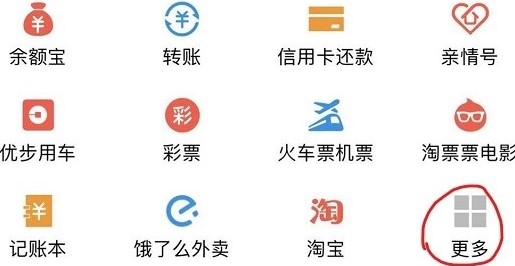 余额宝 转账 信用卡还款 亲情号
优步用车 彩票 火车票机票 淘票票电影
记账本 饿了么外卖 淘宝 更多
彩
淘